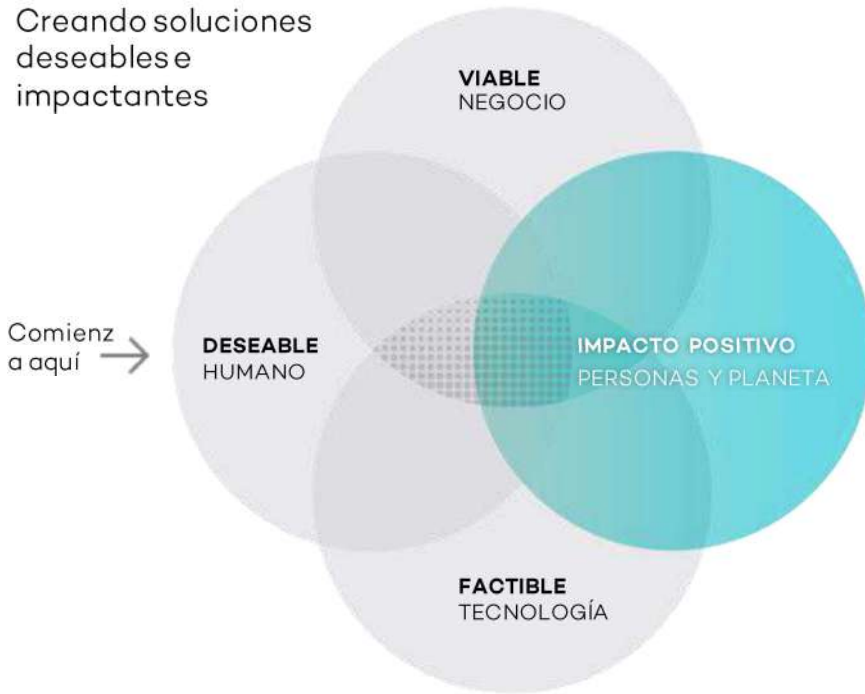 Creando soluciones
deseables e
impactantes
VIABLE
NEGOCIO
Comienz
a aquí
DESEABLE
HUMANO
IMPACTO POSITIVO
PERSONAS Y PLANETA
FACTIBLE
TECNOLOGÍA